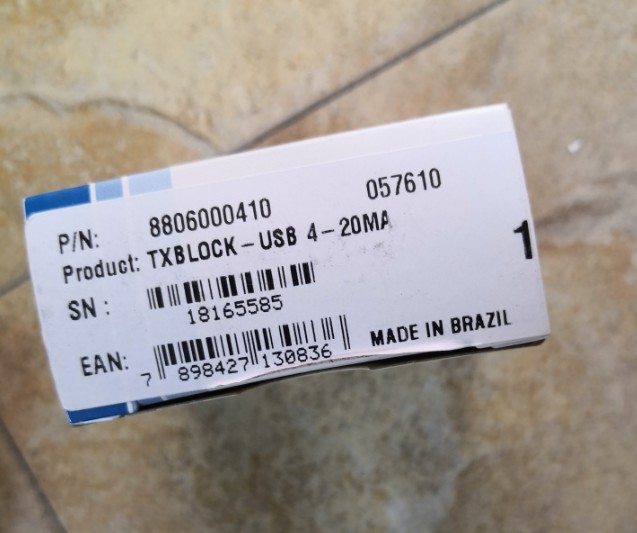 P/N: 8806000410 057610
Product: TXBLOCK-USB 4-20MA
SN: 18165585
1
EAN: 7 898427 130836 MADE IN BRAZIL